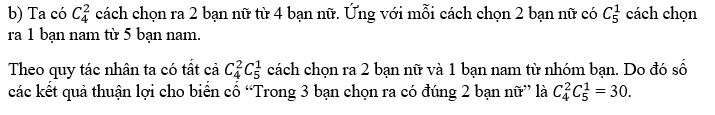 b) Ta có $C_4^2$ cách chọn ra 2 bạn nữ từ 4 bạn nữ. Ứng với mỗi cách chọn 2 bạn nữ có $C_5^1$ cách chọn
ra 1 bạn nam từ 5 bạn nam.
Theo quy tác nhân ta có tất cả $C_4^2C_5^1$ cách chọn ra 2 bạn nữ và 1 bạn nam từ nhóm bạn. Do đó số
các kết quả thuận lợi cho biến cố “Trong 3 bạn chọn ra có đúng 2 bạn nữ” là $C_4^2C_5^1$ = 30.